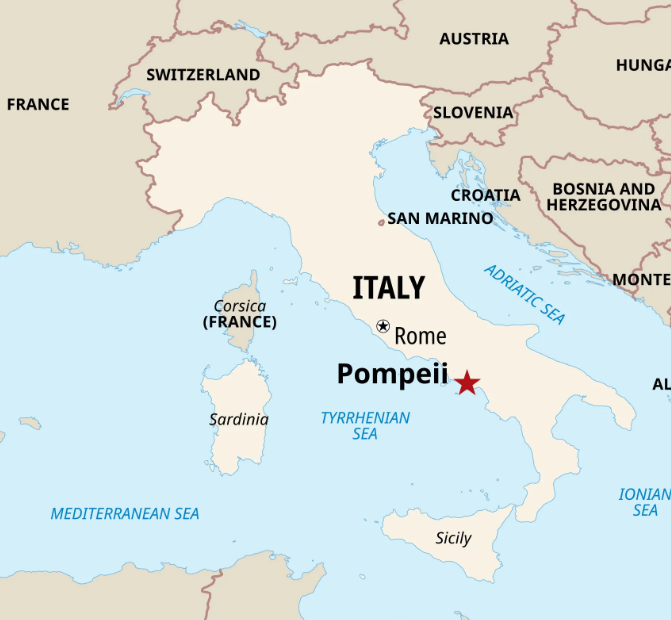 AUSTRIA
HUNGA
SWITZERLAND
FRANCE
SLOVENIA
CROATIA
BOSNIA AND
HERZEGOVINA
SAN MARINO
MONTE
ADRIATIC SEA
ITALY
Corsica
(FRANCE)
Rome
Pompeii
AL
Sardinia
TYRRHENIAN
SEA
IONIAN
SEA
MEDITERRANEAN SEA
Sicily